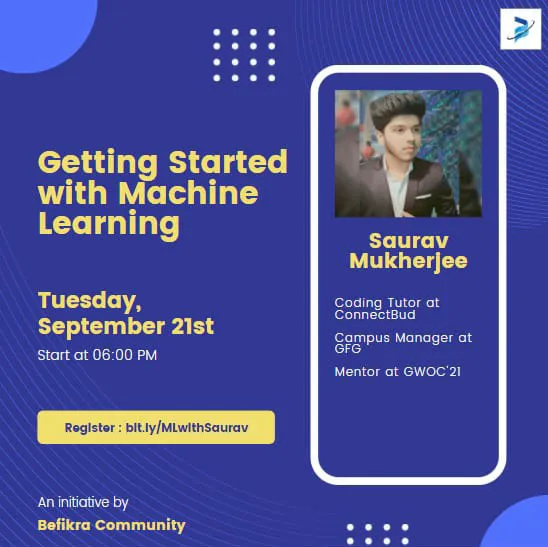 Getting Started
with Machine
Learning
Tuesday,
September 21st
Start at 06:00 PM
Register : bit.ly/MLwithSaurav
An initiative by
Befikra Community
Saurav
Mukherjee
Coding Tutor at
ConnectBud
Campus Manager at
GFG
Mentor at GWOC'21